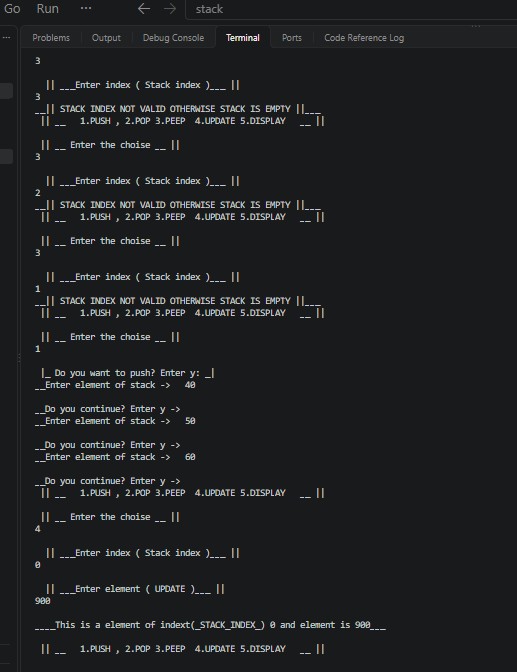 Go Run ··· ← → stack
Problems Output Debug Console Terminal Ports Code Reference Log
3
|| ___Enter index ( Stack index )___ ||
3
__|| STACK INDEX NOT VALID OTHERWISE STACK IS EMPTY ||___
|| __ 1.PUSH , 2.POP 3.PEEP 4.UPDATE 5.DISPLAY __ ||
|| __ Enter the choise __ ||
3
|| ___Enter index ( Stack index )___ ||
2
__|| STACK INDEX NOT VALID OTHERWISE STACK IS EMPTY ||___
|| __ 1.PUSH , 2.POP 3.PEEP 4.UPDATE 5.DISPLAY __ ||
|| __ Enter the choise __ ||
3
|| ___Enter index ( Stack index )___ ||
1
__|| STACK INDEX NOT VALID OTHERWISE STACK IS EMPTY ||___
|| __ 1.PUSH , 2.POP 3.PEEP 4.UPDATE 5.DISPLAY __ ||
|| __ Enter the choise __ ||
1
|_ Do you want to push? Enter y: _|
__Enter element of stack -> 40
__Do you continue? Enter y ->
__Enter element of stack -> 50
__Do you continue? Enter y ->
__Enter element of stack -> 60
__Do you continue? Enter y ->
|| __ 1.PUSH , 2.POP 3.PEEP 4.UPDATE 5.DISPLAY __ ||
|| __ Enter the choise __ ||
4
|| ___Enter index ( Stack index )___ ||
0
|| ___Enter element ( UPDATE )___ ||
900
____This is a element of indext(_STACK_INDEX_) 0 and element is 900___
|| __ 1.PUSH , 2.POP 3.PEEP 4.UPDATE 5.DISPLAY __ ||